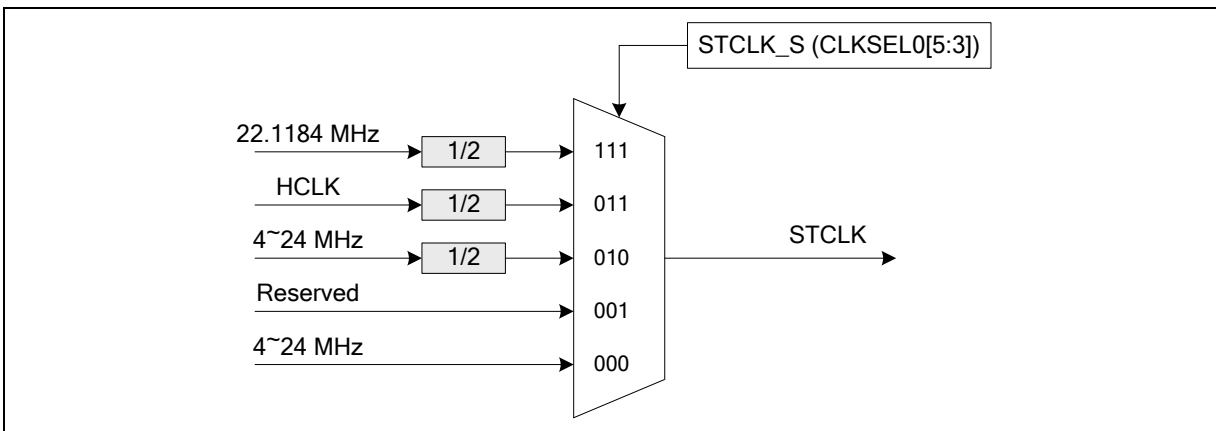 STCLK_S (CLKSEL0[5:3])
22.1184 MHz
1/2
111
HCLK
1/2
011
4~24 MHz
1/2
010
STCLK
Reserved
001
4~24 MHz
000